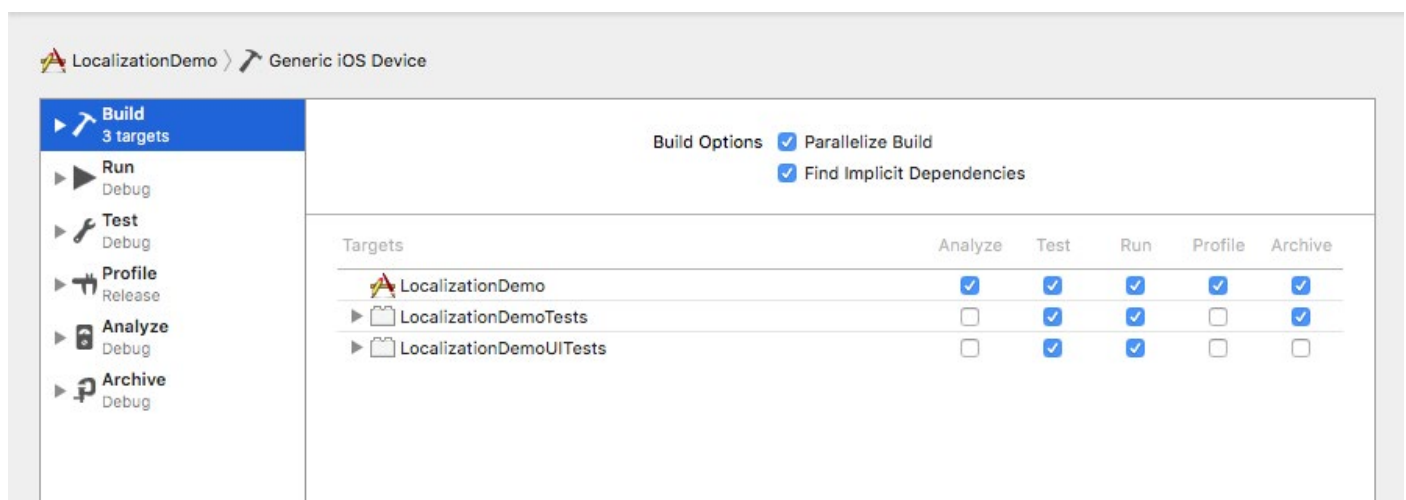 LocalizationDemo 〉 Generic iOS Device
Build
3 targets
Run
Debug
Test
Debug
Profile
Release
Analyze
Debug
Archive
Debug
Build Options Parallelize Build
Find Implicit Dependencies
Targets Analyze Test Run Profile Archive
LocalizationDemo
LocalizationDemoTests
LocalizationDemoUITests